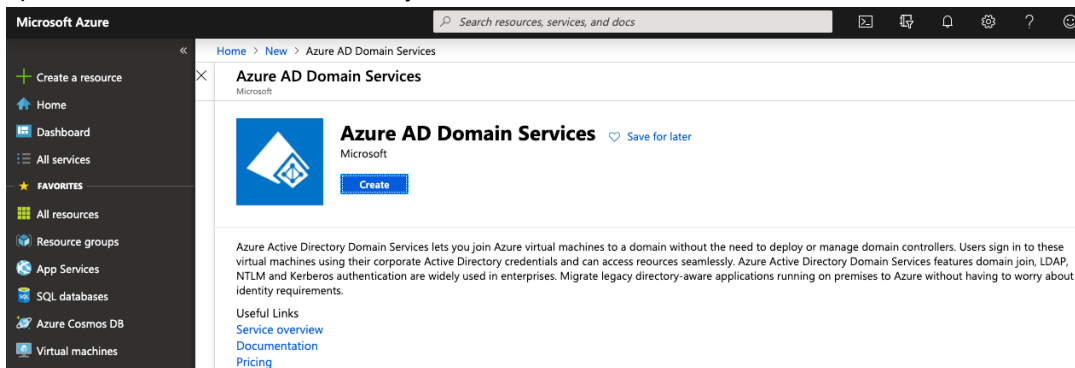 Microsoft Azure
Search resources, services, and docs
Home > New > Azure AD Domain Services
Create a resource
Home
Dashboard
All services
FAVORITES
All resources
Resource groups
App Services
SQL databases
Azure Cosmos DB
Virtual machines
Azure AD Domain Services
Microsoft
Azure AD Domain Services
Save for later
Microsoft
Create
Azure Active Directory Domain Services lets you join Azure virtual machines to a domain without the need to deploy or manage domain controllers. Users sign in to these
virtual machines using their corporate Active Directory credentials and can access reources seamlessly. Azure Active Directory Domain Services features domain join, LDAP,
NTLM and Kerberos authentication are widely used in enterprises. Migrate legacy directory-aware applications running on premises to Azure without having to worry about
identity requirements.
Useful Links
Service overview
Documentation
Pricing